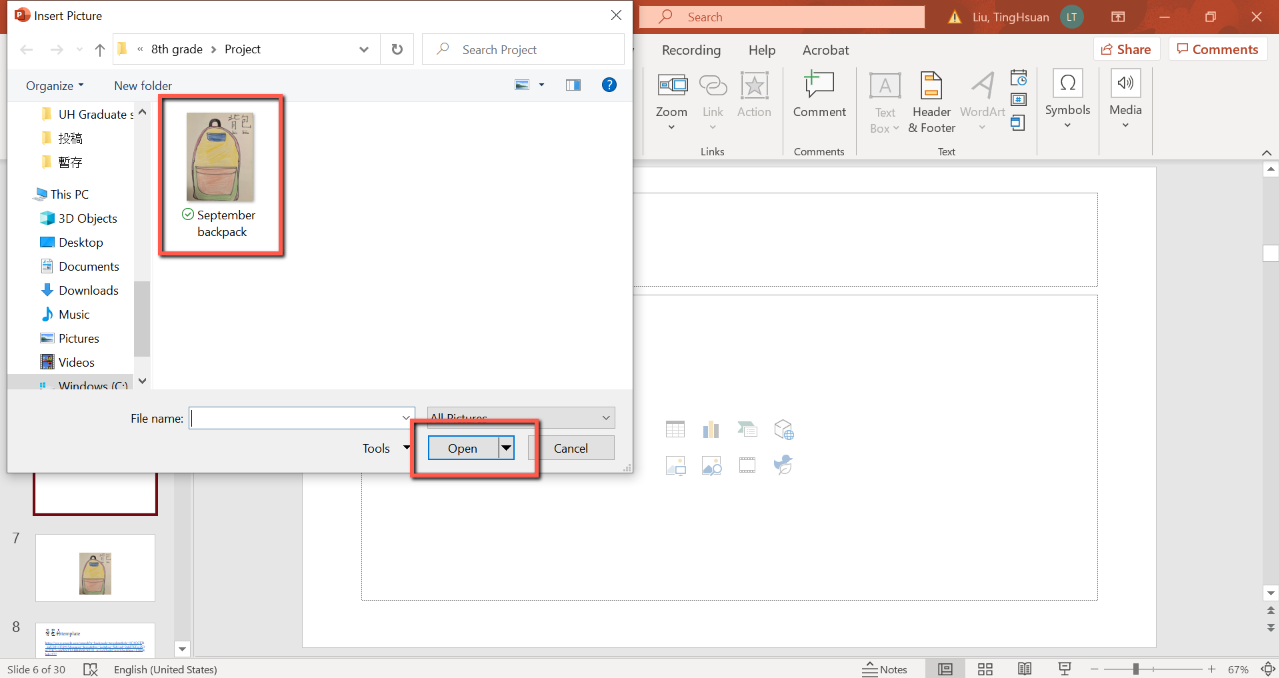 Insert Picture
Search
Liu, TingHsuan
LT
« 8th grade > Project
Search Project
Recording
Help
Acrobat
Share
Comments
Organize
New folder
UH Graduate s
投稿
暫存
This PC
3D Objects
Desktop
Documents
Downloads
Music
Pictures
Videos
Windows (C:)
背包
September
backpack
Zoom
Link
Action
Comment
Text
Box
Header
& Footer
WordArt
Symbols
Media
Links
Comments
Text
File name:
All Pictures
Tools
Open
Cancel
7
8
template
Slide 6 of 30
English (United States)
Notes
67%